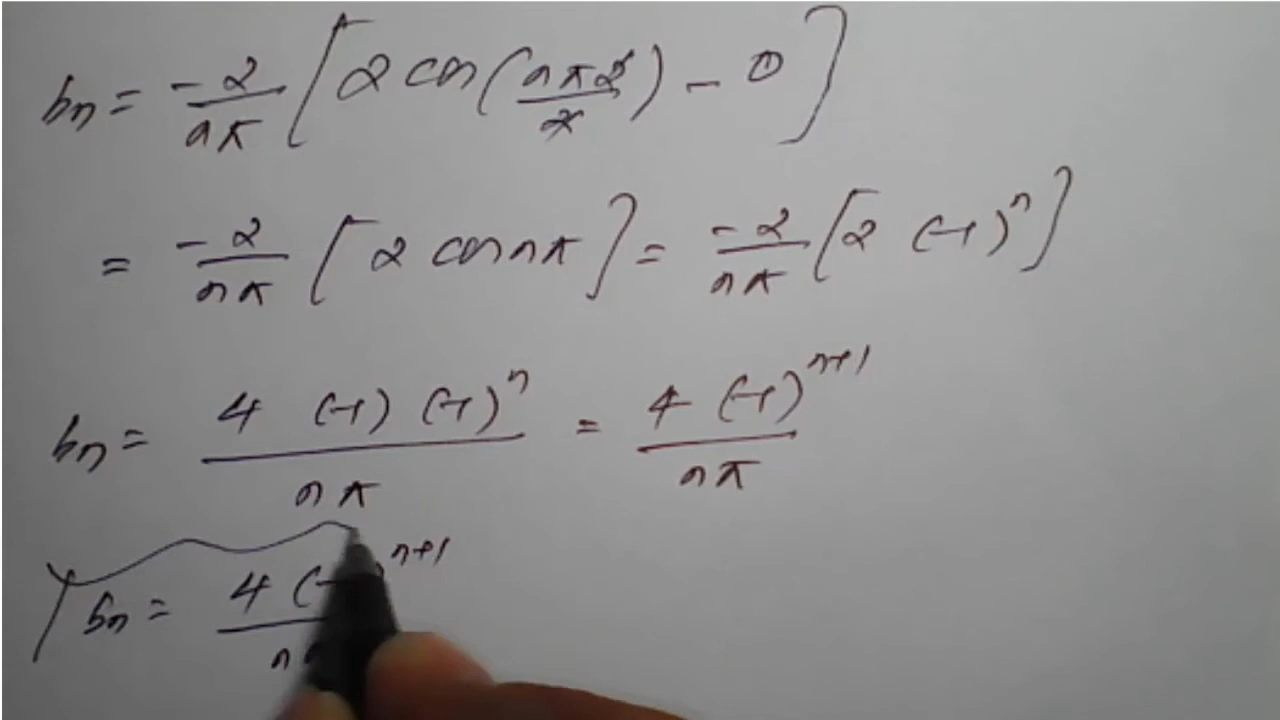 bn = -2/nπ [2 cos(nπ2/2) - 0]
= -2/nπ [2 cos nπ] = -2/nπ [2 (-1)^n]
bn = 4 (-1) (-1)^n / nπ = 4 (-1)^n+1 / nπ
bn = 4 (- ^n+1 / n